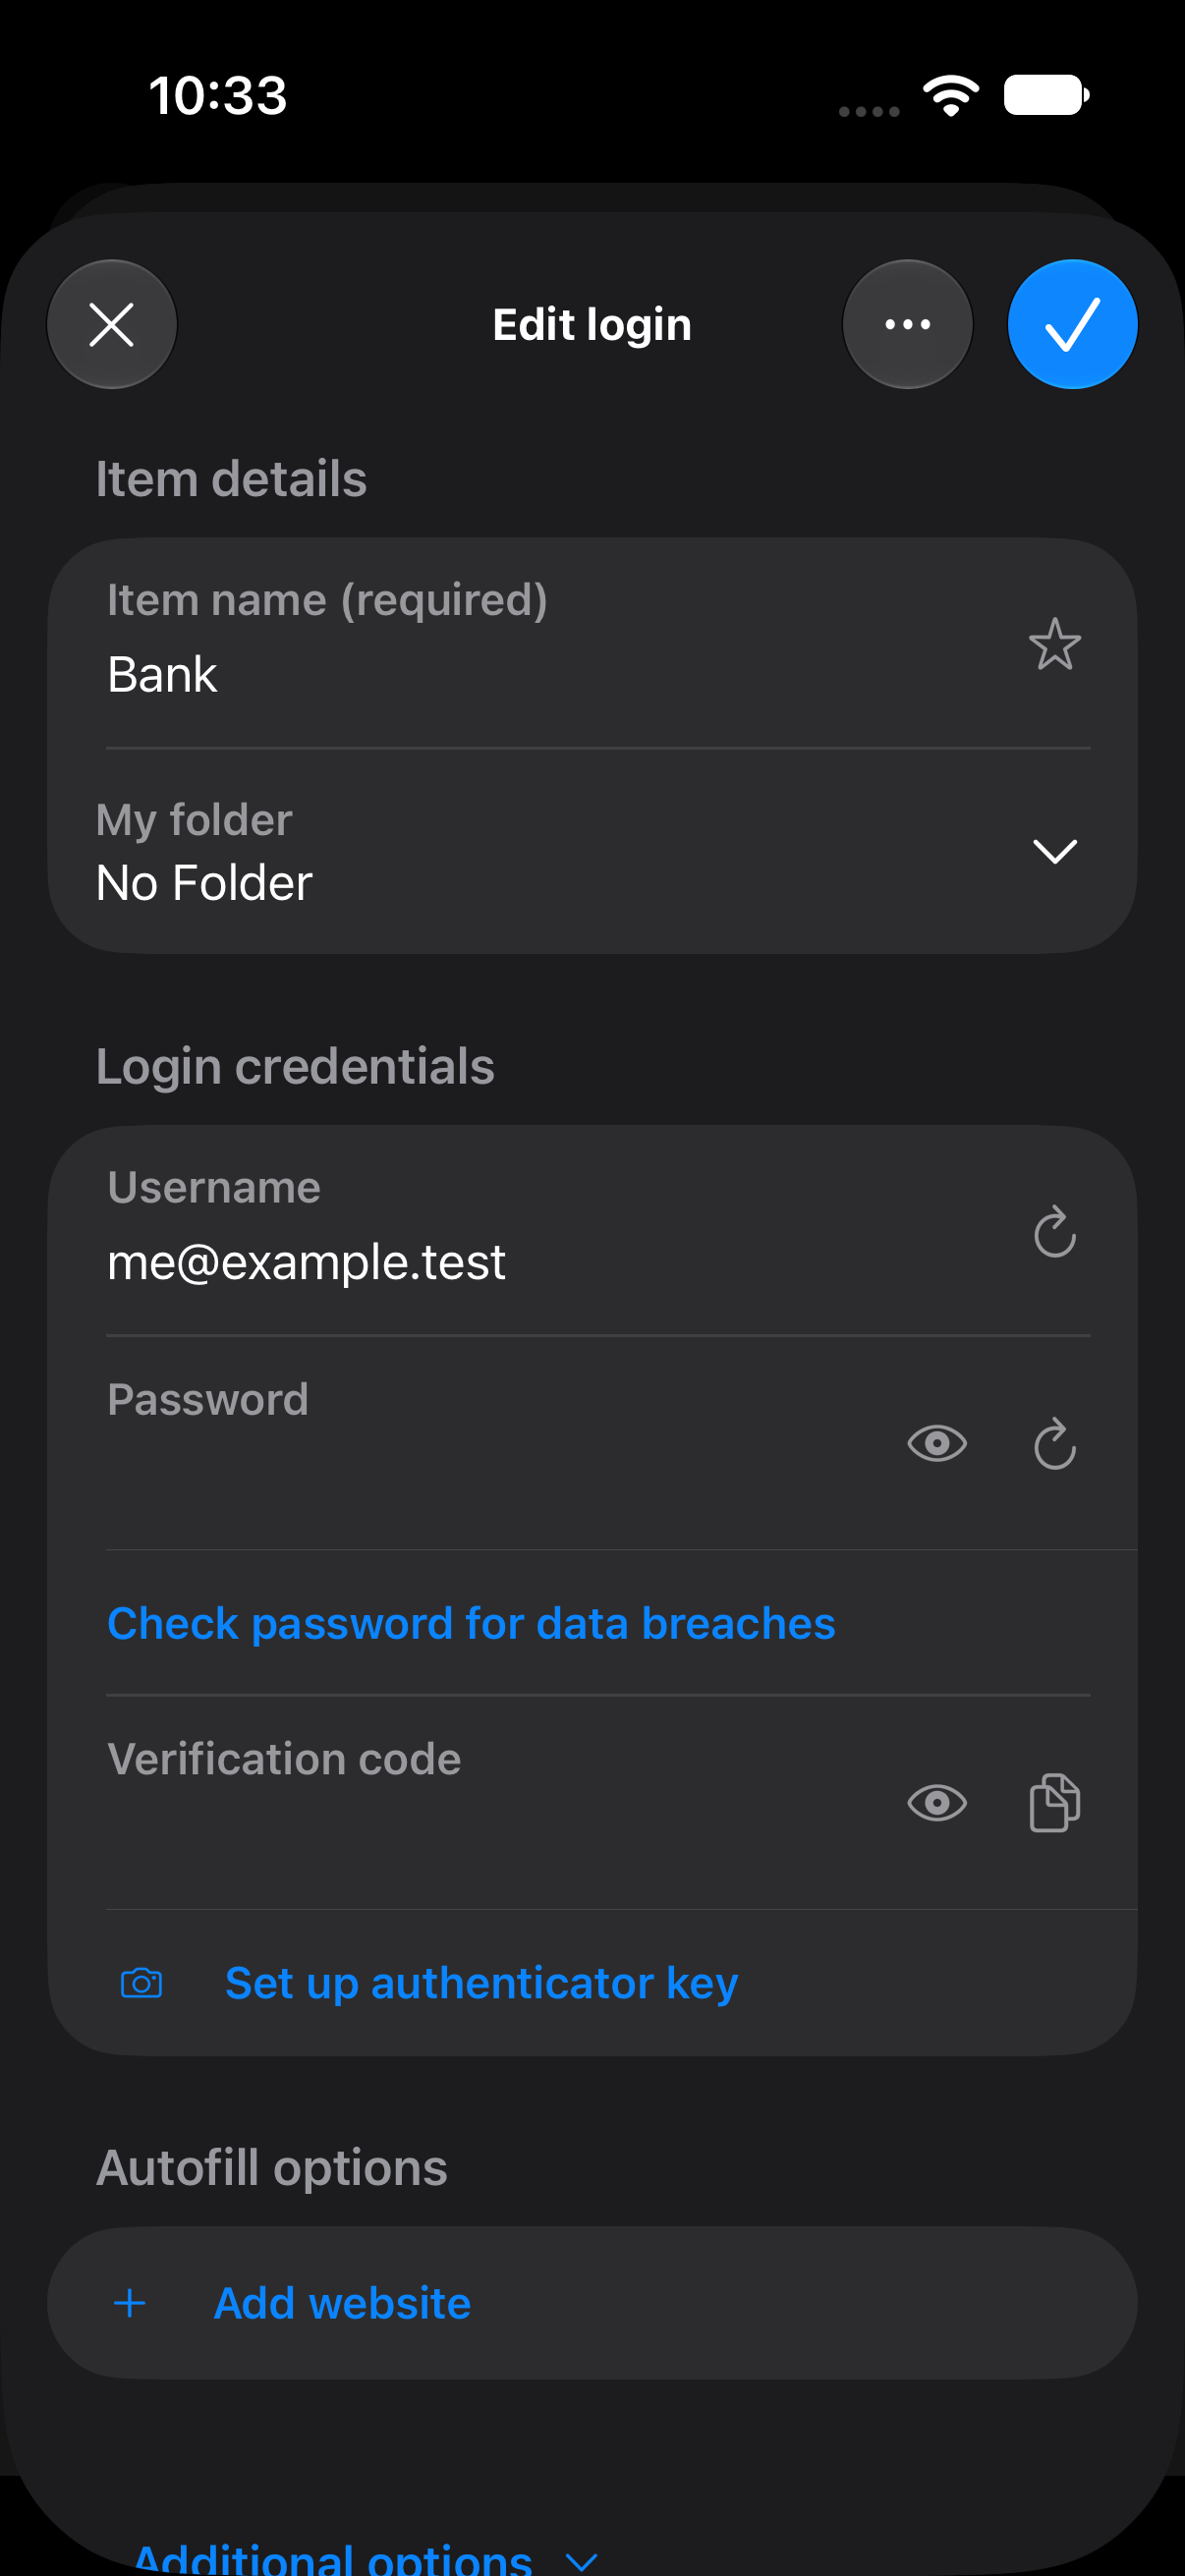 10:33
Edit login
Item details
Item name (required)
Bank
My folder
No Folder
Login credentials
Username
me@example.test
Password
Check password for data breaches
Verification code
Set up authenticator key
Autofill options
Add website
Additional options